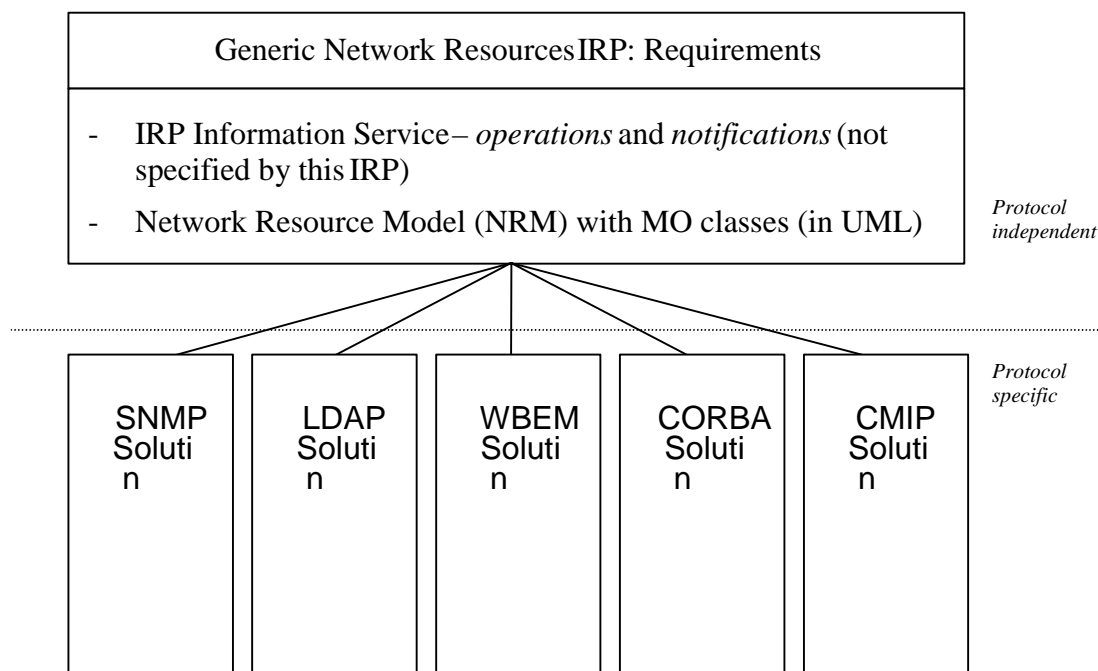 Generic Network ResourcesIRP: Requirements
- IRP Information Service– operations and notifications (not
specified by this IRP)
- Network Resource Model (NRM) with MO classes (in UML)
Protocol
independent
Protocol
specific
SNMP
Soluti
n
LDAP
Soluti
n
WBEM
Soluti
n
CORBA
Soluti
n
CMIP
Soluti
n